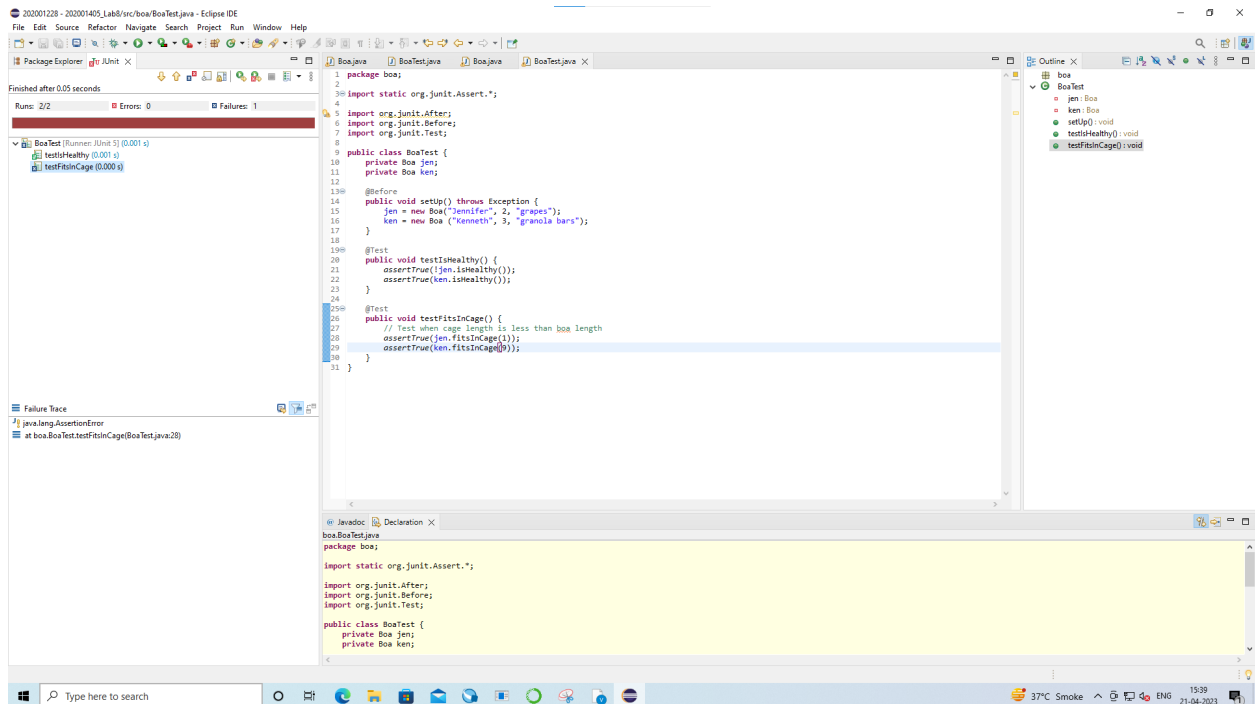 202001228 - 202001405_Lab8/src/boa/BoaTest.java - Eclipse IDE
File Edit Source Refactor Navigate Search Project Run Window Help
Package Explorer JUnit
Finished after 0.05 seconds
Runs: 2/2 Errors: 0 Failures: 1
BoaTest [Runner: JUnit 5] (0.001 s)
testIsHealthy (0.001 s)
testFitsInCage (0.000 s)
Failure Trace
java.lang.AssertionError
at boa.BoaTest.testFitsInCage(BoaTest.java:28)
Boa.java BoaTest.java Boa.java BoaTest.java
1 package boa;
2
3 import static org.junit.Assert.*;
4
5 import org.junit.After;
6 import org.junit.Before;
7 import org.junit.Test;
8
9 public class BoaTest {
10 private Boa jen;
11 private Boa ken;
12
13 @Before
14 public void setUp() throws Exception {
15 jen = new Boa("Jennifer", 2, "grapes");
16 ken = new Boa ("Kenneth", 3, "granola bars");
17 }
18
19 @Test
20 public void testIsHealthy() {
21 assertTrue(!jen.isHealthy());
22 assertTrue(ken.isHealthy());
23 }
24
25 @Test
26 public void testFitsInCage() {
27 // Test when cage length is less than boa length
28 assertTrue(jen.fitsInCage(1));
29 assertTrue(ken.fitsInCage(9));
30 }
31 }
Outline
boa
BoaTest
jen : Boa
ken : Boa
setUp() : void
testIsHealthy() : void
testFitsInCage() : void
@ Javadoc Declaration
boa.BoaTest.java
package boa;
import static org.junit.Assert.*;
import org.junit.After;
import org.junit.Before;
import org.junit.Test;
public class BoaTest {
private Boa jen;
private Boa ken;
Type here to search
37°C Smoke ENG 15:39
21-04-2023